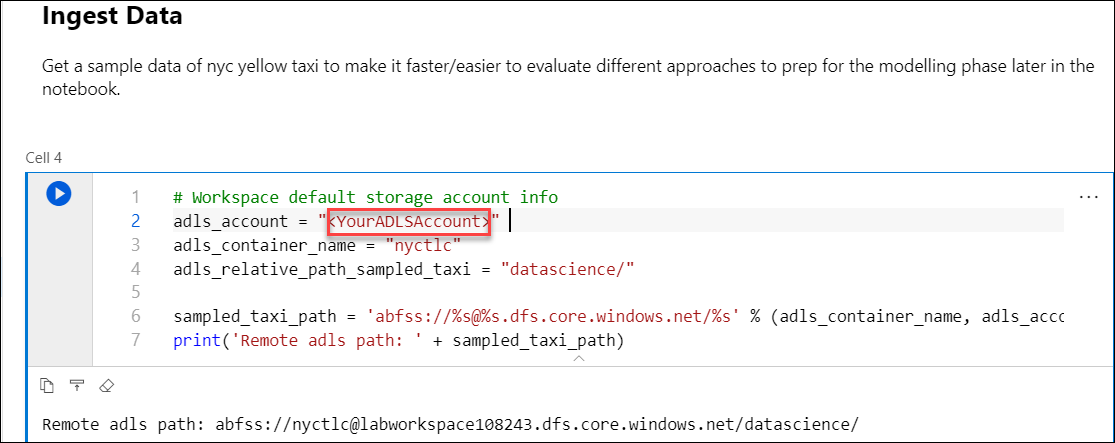 Ingest Data
Get a sample data of nyc yellow taxi to make it faster/easier to evaluate different approaches to prep for the modelling phase later in the
notebook.
Cell 4
1 # Workspace default storage account info
2 adls_account = "<YourADLSAccount>"
3 adls_container_name = "nyctlc"
4 adls_relative_path_sampled_taxi = "datascience/"
5
6 sampled_taxi_path = 'abfss://%s@%s.dfs.core.windows.net/%s' % (adls_container_name, adls_acco
7 print('Remote adls path: ' + sampled_taxi_path)
Remote adls path: abfss://nyctlc@labworkspace108243.dfs.core.windows.net/datascience/